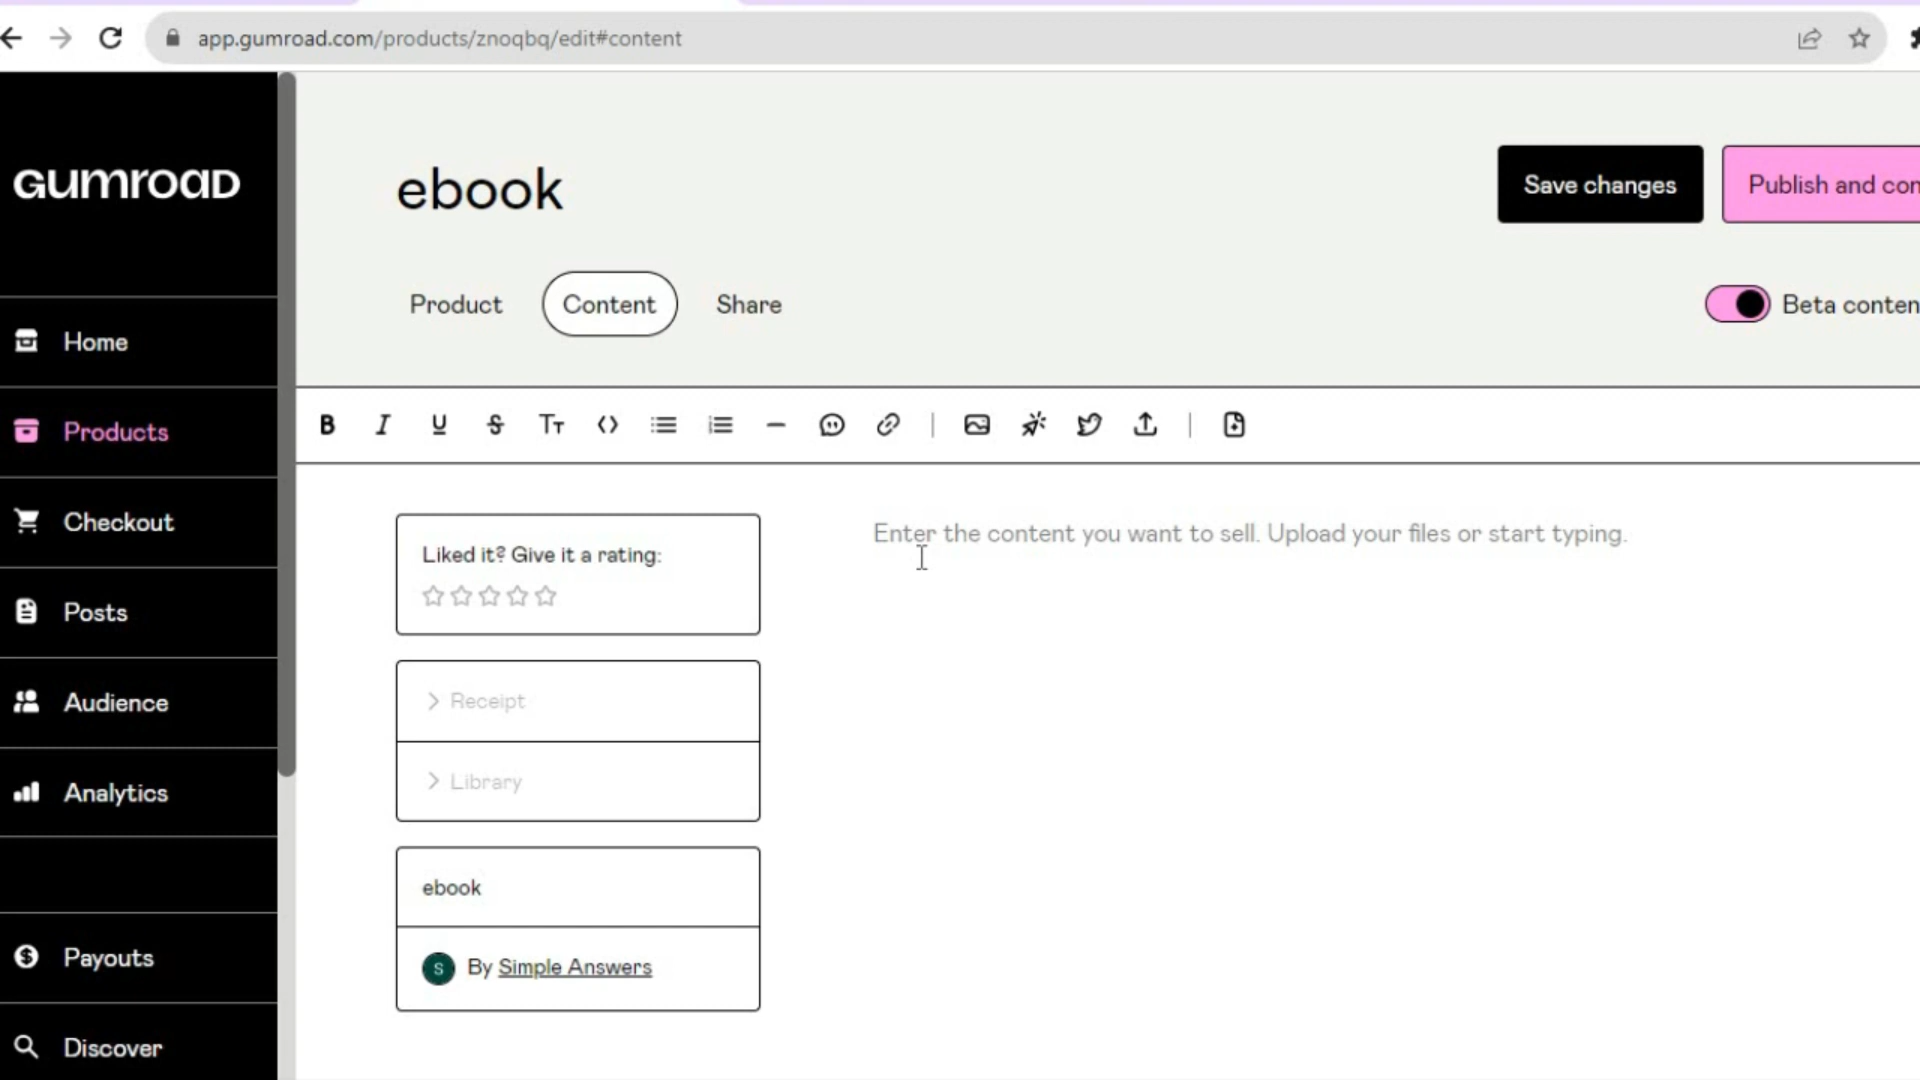 app.gumroad.com/products/znoqbq/edit#content
GUMROAD
Home
Products
Checkout
Posts
Audience
Analytics
Payouts
Discover
ebook
Save changes
Publish and con
Product
Content
Share
Beta conten
B I U S TT
Enter the content you want to sell. Upload your files or start typing.
Liked it? Give it a rating:
Receipt
Library
ebook
S
By Simple Answers